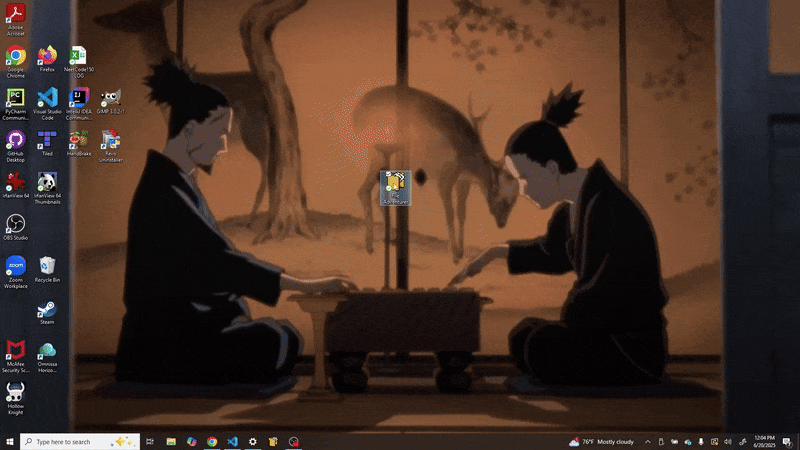 Adobe
Acrobat
Google
Chrome
Firefox
NeetCode150
LOG
PyCharm
Communi...
Visual Studio
Code
IntelliJ IDEA
Communi...
GIMP 3.0.2-1
GitHub
Desktop
Tiled
HandBrake
Revo
Uninstaller
IrfanView 64
IrfanView 64
Thumbnails
File
Adventurer
OBS Studio
Zoom
Workplace
Recycle Bin
Steam
McAfee
Security Sc...
Omnissa
Horizo...
Hollow
Knight
Type here to search
76°F Mostly cloudy
12:04 PM
6/20/2025